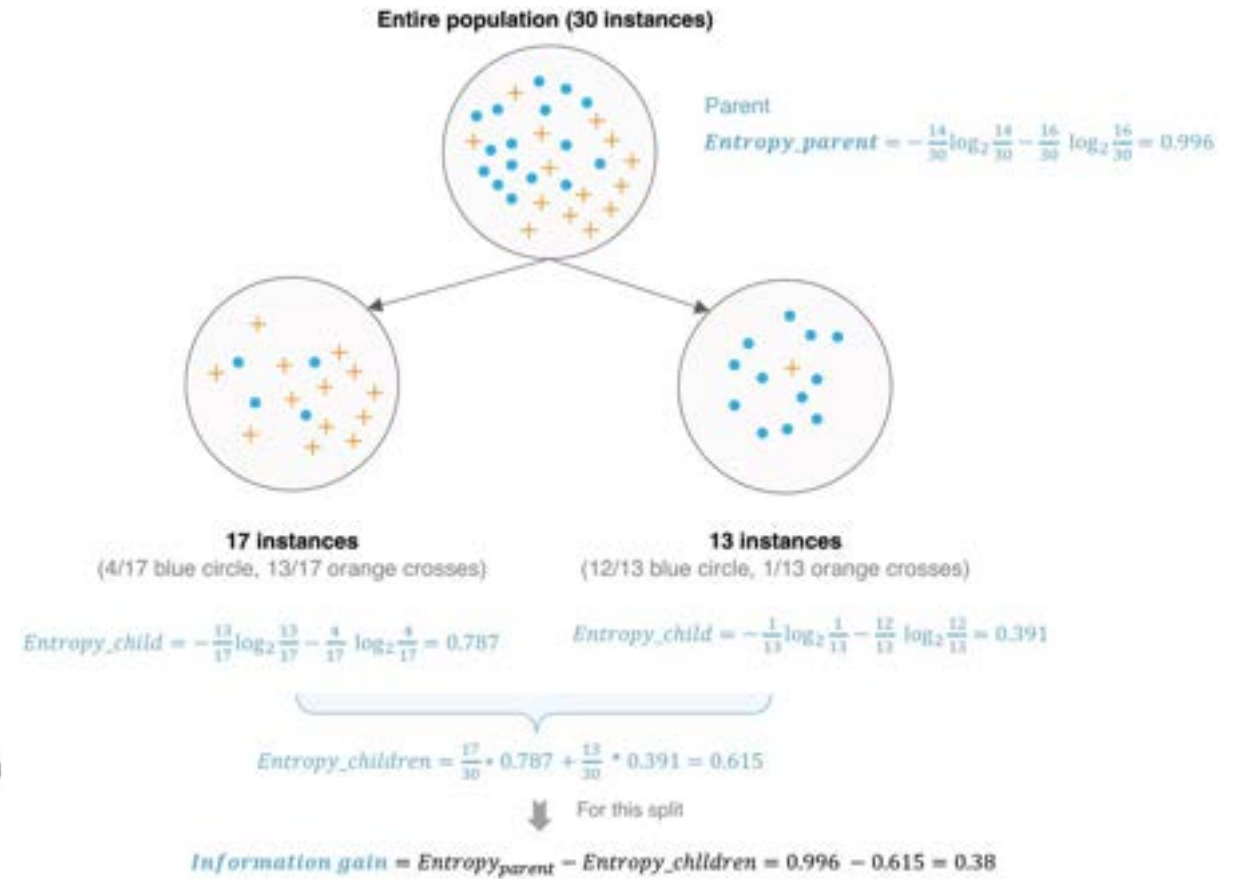 Entire population (30 instances)
Parent
Entropy_parent = − 14/30 log₂ 14/30 − 16/30 log₂ 16/30 = 0.996
17 instances
(4/17 blue circle, 13/17 orange crosses)
13 instances
(12/13 blue circle, 1/13 orange crosses)
Entropy_child = − 13/17 log₂ 13/17 − 4/17 log₂ 4/17 = 0.787
Entropy_child = − 1/13 log₂ 1/13 − 12/13 log₂ 12/13 = 0.391
Entropy_children = 17/30 * 0.787 + 13/30 * 0.391 = 0.615
For this split
Information gain = Entropy_parent − Entropy_children = 0.996 − 0.615 = 0.38